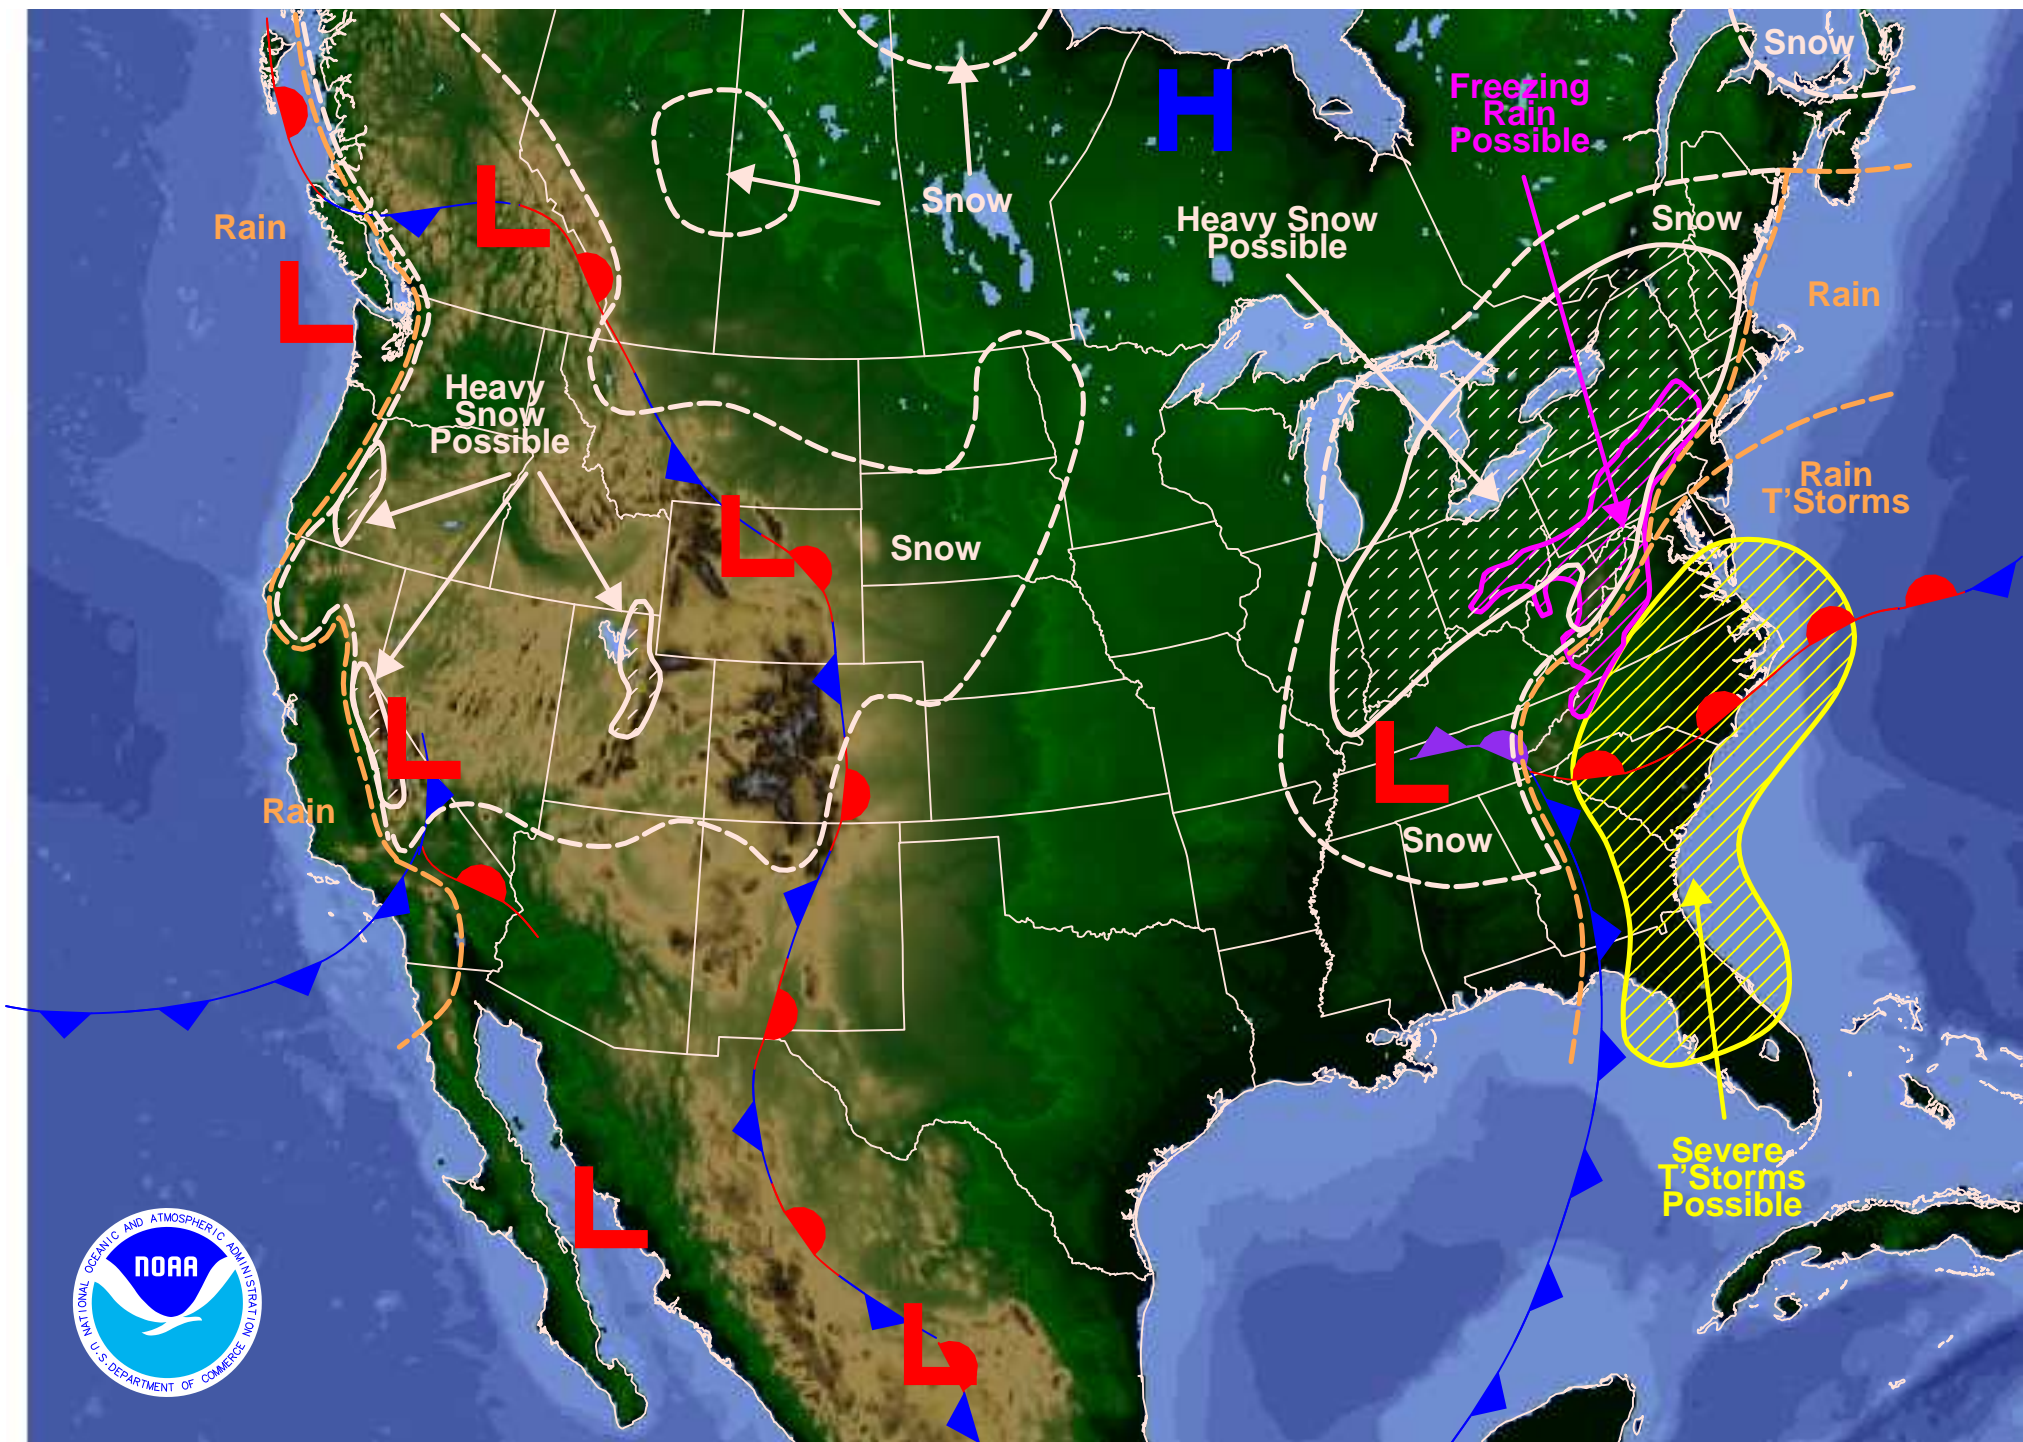 Snow
Freezing
Rain
Possible
H
L
Snow
Heavy Snow
Possible
Snow
Rain
L
Rain
Heavy
Snow
Possible
Rain
T'Storms
L
Snow
L
L
Rain
Snow
Severe
T'Storms
Possible
L
L
NATIONAL OCEANIC AND ATMOSPHERIC ADMINISTRATION
NOAA
U.S. DEPARTMENT OF COMMERCE